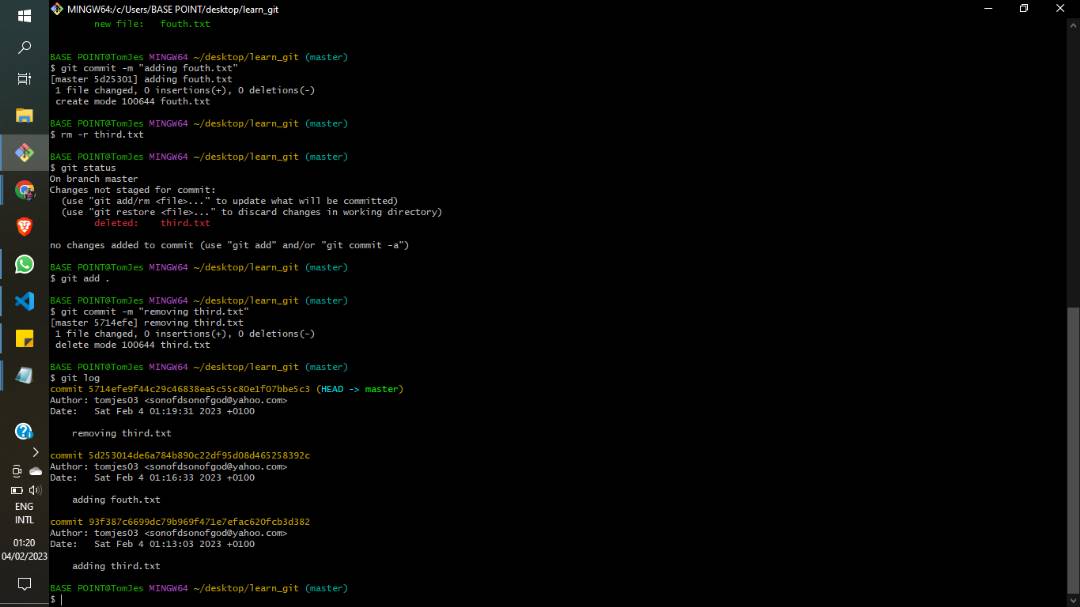 MINGW64:/c/Users/BASE POINT/desktop/learn_git
new file:   fouth.txt
BASE POINT@TomJes MINGW64 ~/desktop/learn_git (master)
$ git commit -m "adding fouth.txt"
[master 5d25301] adding fouth.txt
1 file changed, 0 insertions(+), 0 deletions(-)
create mode 100644 fouth.txt
BASE POINT@TomJes MINGW64 ~/desktop/learn_git (master)
$ rm -r third.txt
BASE POINT@TomJes MINGW64 ~/desktop/learn_git (master)
$ git status
On branch master
Changes not staged for commit:
(use "git add/rm <file>..." to update what will be committed)
(use "git restore <file>..." to discard changes in working directory)
deleted:    third.txt
no changes added to commit (use "git add" and/or "git commit -a")
BASE POINT@TomJes MINGW64 ~/desktop/learn_git (master)
$ git add .
BASE POINT@TomJes MINGW64 ~/desktop/learn_git (master)
$ git commit -m "removing third.txt"
[master 5714efe] removing third.txt
1 file changed, 0 insertions(+), 0 deletions(-)
delete mode 100644 third.txt
BASE POINT@TomJes MINGW64 ~/desktop/learn_git (master)
$ git log
commit 5714efe9f44c29c46838ea5c55c80e1f07bbe5c3 (HEAD -> master)
Author: tomjes03 <sonofdsonofgod@yahoo.com>
Date:   Sat Feb 4 01:19:31 2023 +0100
removing third.txt
commit 5d253014de6a784b890c22df95d08d465258392c
Author: tomjes03 <sonofdsonofgod@yahoo.com>
Date:   Sat Feb 4 01:16:33 2023 +0100
adding fouth.txt
commit 93f387c6699dc79b969f471e7efac620fcb3d382
Author: tomjes03 <sonofdsonofgod@yahoo.com>
Date:   Sat Feb 4 01:13:03 2023 +0100
adding third.txt
BASE POINT@TomJes MINGW64 ~/desktop/learn_git (master)
$
ENG
INTL
01:20
04/02/2023